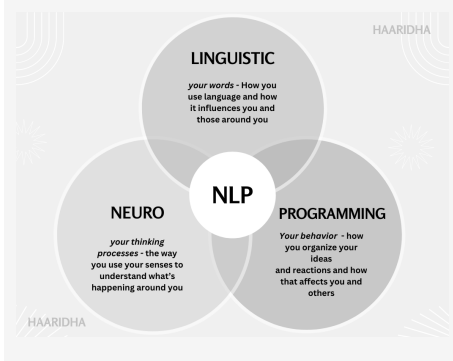 HAARIDHA
LINGUISTIC
your words - How you
use language and how
it influences you and
those around you
NLP
NEURO
your thinking
processes - the way
you use your senses to
understand what's
happening around you
PROGRAMMING
Your behavior - how
you organize your
ideas
and reactions and how
that affects you and
others
HAARIDHA